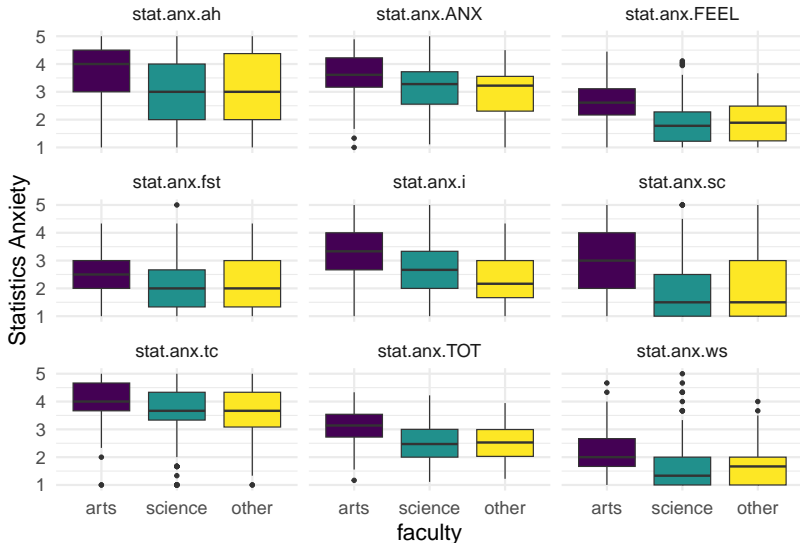 stat.anx.ah
stat.anx.ANX
stat.anx.FEEL
5
4
3
2
1
stat.anx.fst
stat.anx.i
stat.anx.sc
5
4
3
2
1
stat.anx.tc
stat.anx.TOT
stat.anx.ws
5
4
3
2
1
Statistics Anxiety
arts science other
arts science other
arts science other
faculty